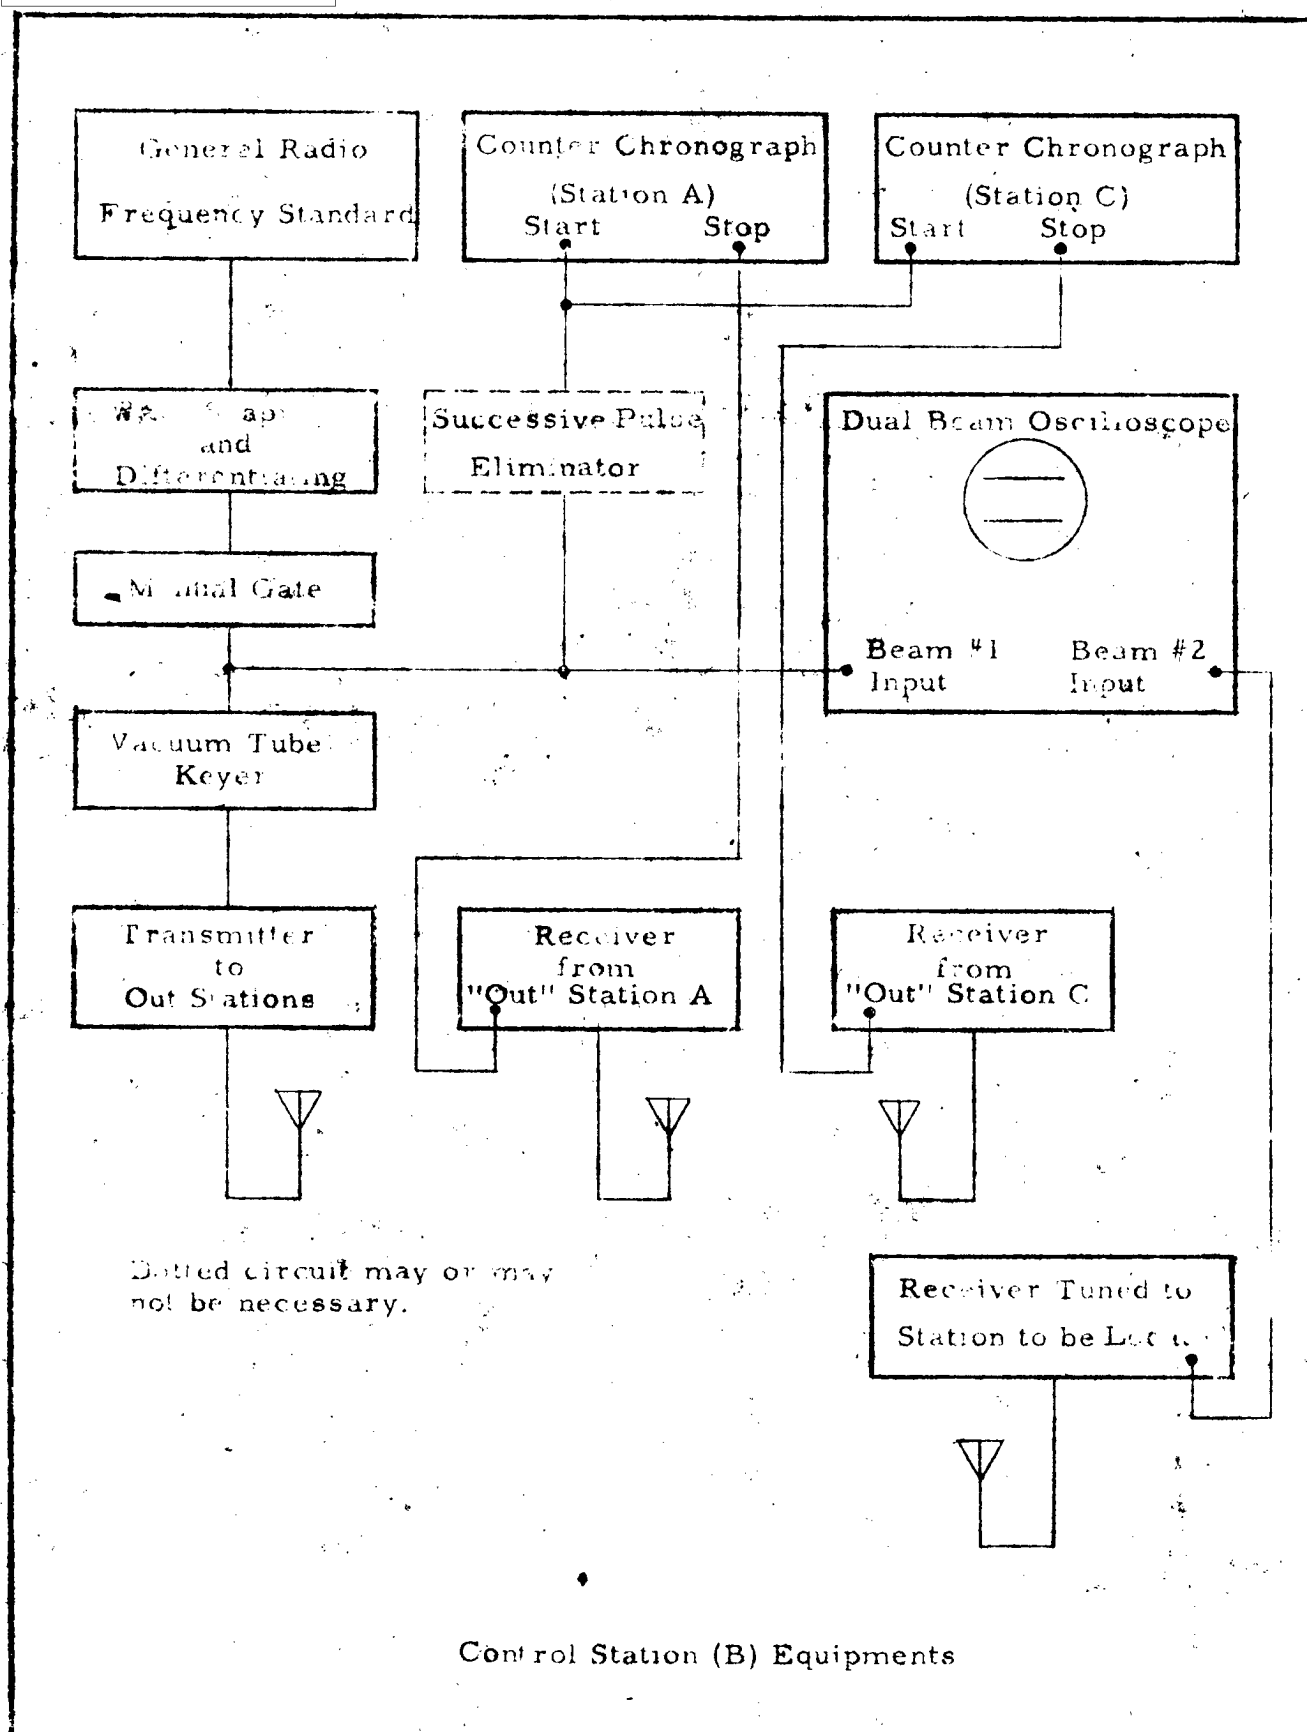 General Radio
Frequency Standard
Counter Chronograph
(Station A)
Start Stop
Counter Chronograph
(Station C)
Start Stop
and
Differentiating
Successive Pulse
Eliminator
Dual Beam Oscilloscope
Manual Gate
Beam #1
Input
Beam #2
Input
Vacuum Tube
Keyer
Transmitter
to
Out Stations
Receiver
from
"Out" Station A
Receiver
from
"Out" Station C
Dotted circuit may or may
not be necessary.
Receiver Tuned to
Station to be
Control Station (B) Equipments